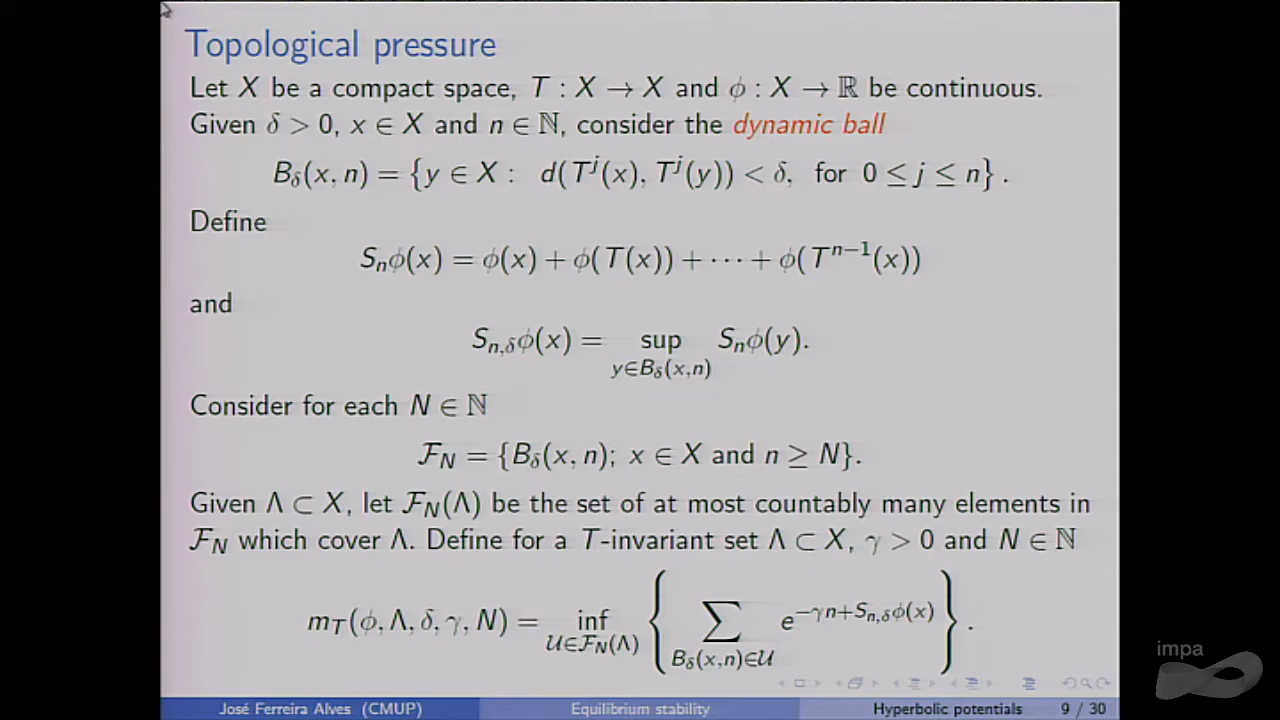 Topological pressure
Let X be a compact space, T : X → X and ϕ : X → ℝ be continuous.
Given δ > 0, x ∈ X and n ∈ ℕ, consider the dynamic ball
B_δ(x, n) = {y ∈ X : d(T^j(x), T^j(y)) < δ, for 0 ≤ j ≤ n} .
Define
S_nϕ(x) = ϕ(x) + ϕ(T(x)) + ⋯ + ϕ(T^{n−1}(x))
and
S_{n,δ}ϕ(x) = sup_{y∈B_δ(x,n)} S_nϕ(y).
Consider for each N ∈ ℕ
ℱ_N = {B_δ(x, n); x ∈ X and n ≥ N}.
Given Λ ⊂ X, let ℱ_N(Λ) be the set of at most countably many elements in
ℱ_N which cover Λ. Define for a T-invariant set Λ ⊂ X, γ > 0 and N ∈ ℕ
m_T(ϕ, Λ, δ, γ, N) = inf_{𝒰∈ℱ_N(Λ)} { ∑_{B_δ(x,n)∈𝒰} e^{−γn+S_{n,δ}ϕ(x)} } .
José Ferreira Alves (CMUP) Equilibrium stability Hyperbolic potentials 9 / 30
impa